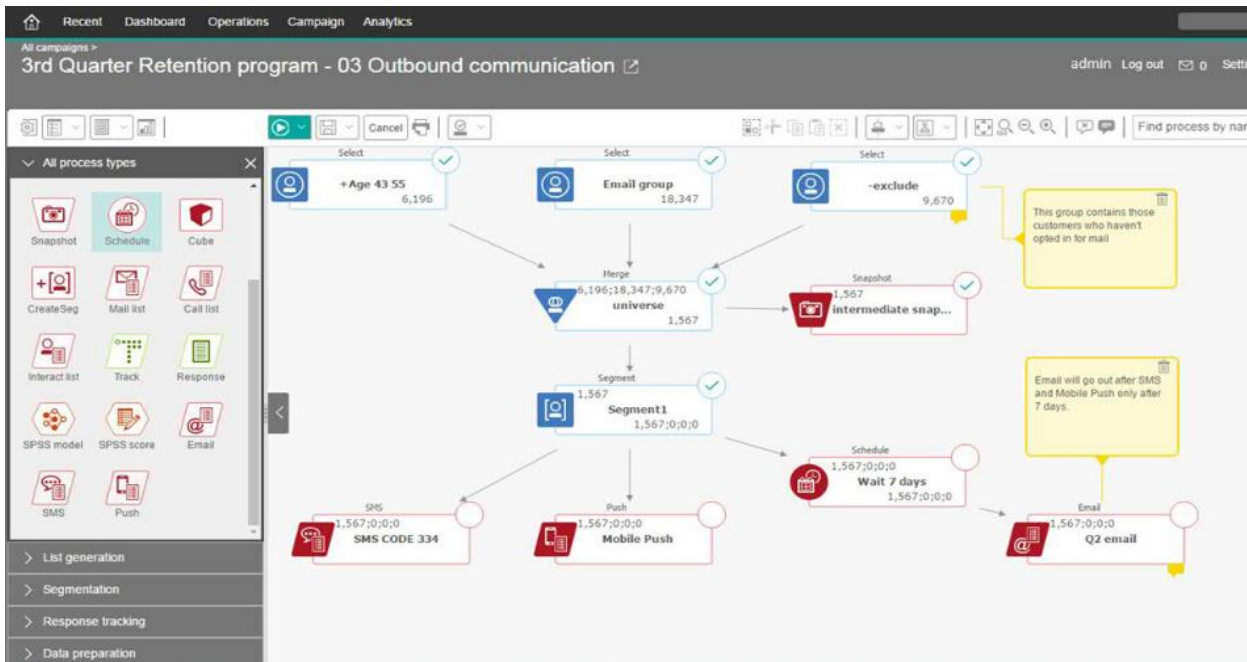 Recent Dashboard Operations Campaign Analytics
All campaigns >
3rd Quarter Retention program - 03 Outbound communication
admin Log out 0 Setti
Cancel
Find process by nar
All process types
Snapshot Schedule Cube
CreateSeg Mail list Call list
Interact list Track Response
SPSS model SPSS score Email
SMS Push
List generation
Segmentation
Response tracking
Data preparation
Select
+Age 43 55
6,196
Select
Email group
18,347
Select
-exclude
9,670
This group contains those
customers who haven't
opted in for mail
Merge
6,196;18,347;9,670
universe
1,567
Snapshot
1,567
intermediate snap...
Segment
1,567
Segment1
1,567;0;0;0
Email will go out after SMS
and Mobile Push only after
7 days.
Schedule
1,567;0;0;0
Wait 7 days
1,567;0;0;0
SMS
1,567;0;0;0
SMS CODE 334
Push
1,567;0;0;0
Mobile Push
Email
1,567;0;0;0
Q2 email